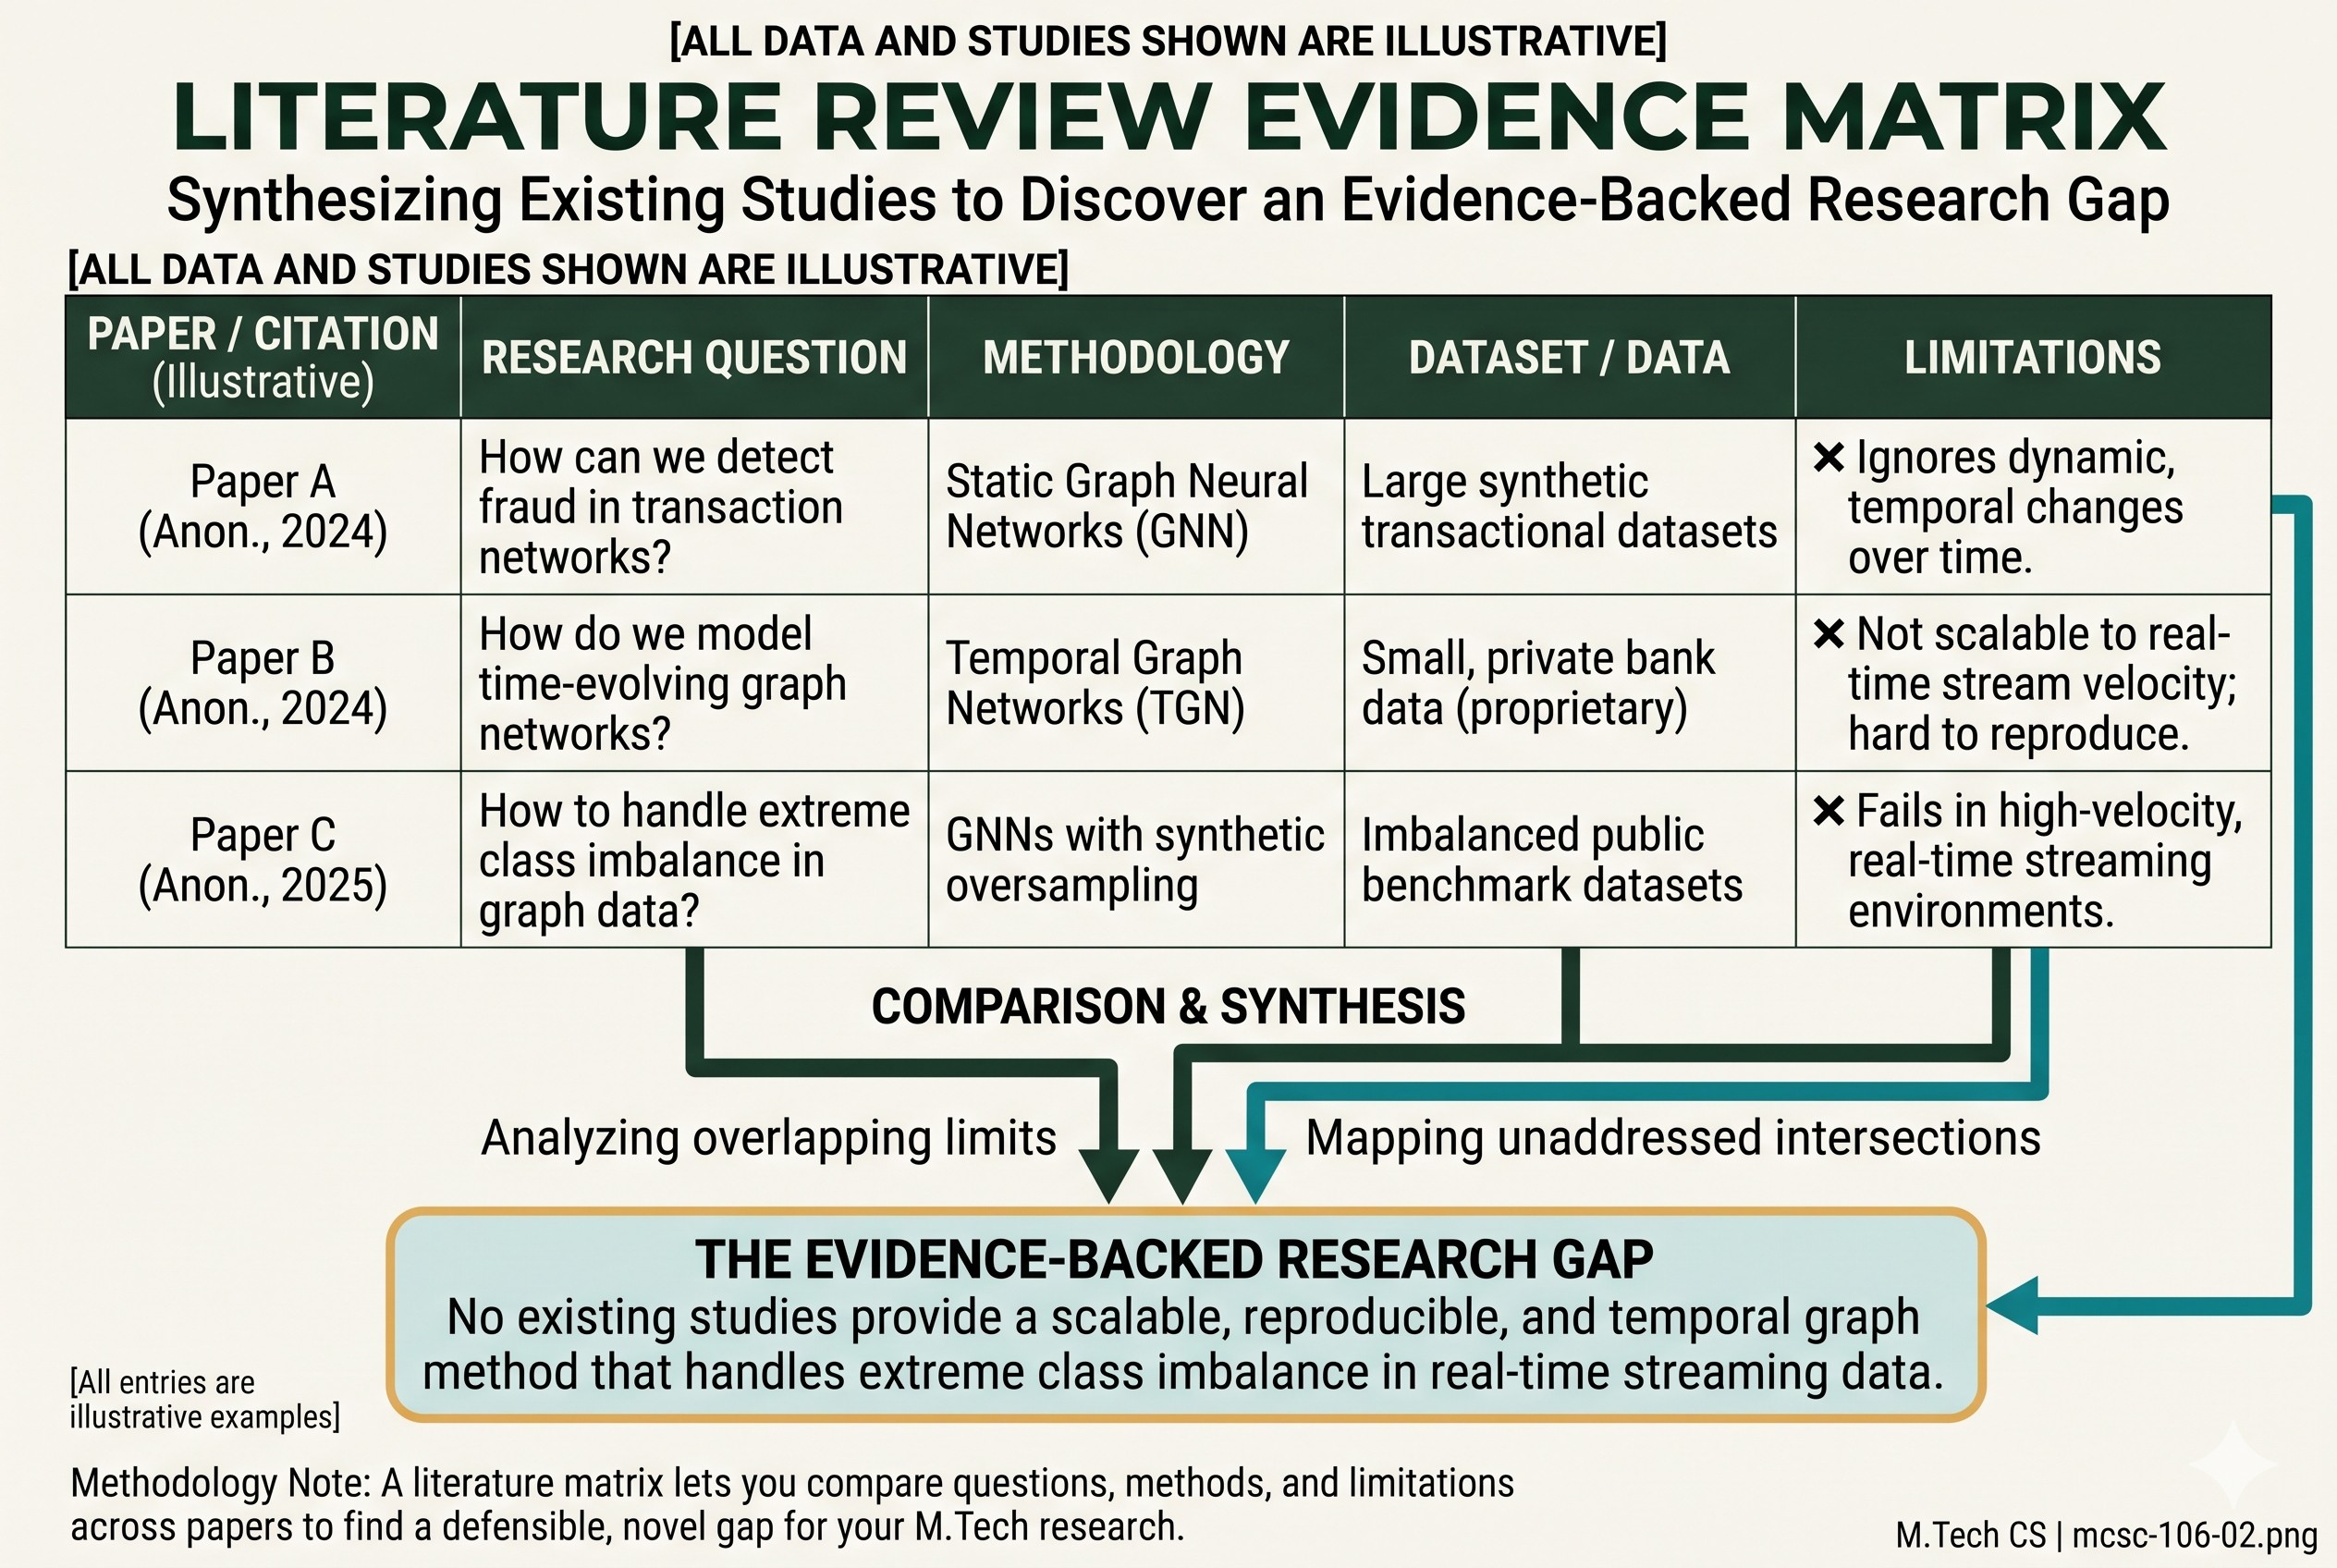 [ALL DATA AND STUDIES SHOWN ARE ILLUSTRATIVE]
LITERATURE REVIEW EVIDENCE MATRIX
Synthesizing Existing Studies to Discover an Evidence-Backed Research Gap
[ALL DATA AND STUDIES SHOWN ARE ILLUSTRATIVE]
PAPER / CITATION
(Illustrative)
RESEARCH QUESTION
METHODOLOGY
DATASET / DATA
LIMITATIONS
Paper A
(Anon., 2024)
How can we detect
fraud in transaction
networks?
Static Graph Neural
Networks (GNN)
Large synthetic
transactional datasets
❌ Ignores dynamic,
temporal changes
over time.
Paper B
(Anon., 2024)
How do we model
time-evolving graph
networks?
Temporal Graph
Networks (TGN)
Small, private bank
data (proprietary)
❌ Not scalable to real-
time stream velocity;
hard to reproduce.
Paper C
(Anon., 2025)
How to handle extreme
class imbalance in
graph data?
GNNs with synthetic
oversampling
Imbalanced public
benchmark datasets
❌ Fails in high-velocity,
real-time streaming
environments.
COMPARISON & SYNTHESIS
Analyzing overlapping limits
Mapping unaddressed intersections
THE EVIDENCE-BACKED RESEARCH GAP
No existing studies provide a scalable, reproducible, and temporal graph
method that handles extreme class imbalance in real-time streaming data.
[All entries are
illustrative examples]
Methodology Note: A literature matrix lets you compare questions, methods, and limitations
across papers to find a defensible, novel gap for your M.Tech research.
M.Tech CS | mcsc-106-02.png